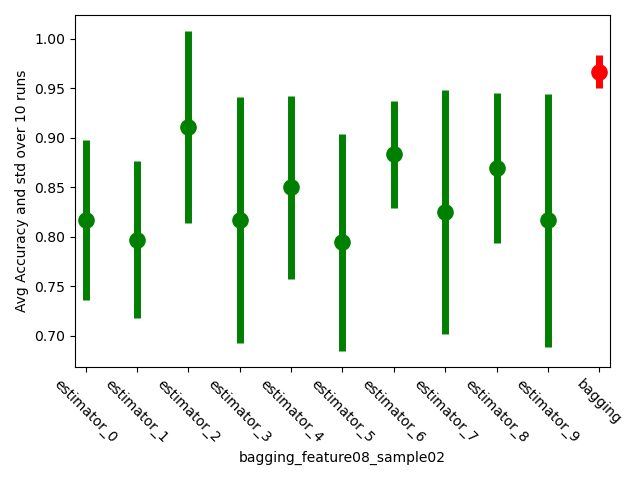 Avg Accuracy and std over 10 runs
1.00
0.95
0.90
0.85
0.80
0.75
0.70
estimator_0
estimator_1
estimator_2
estimator_3
estimator_4
estimator_5
estimator_6
estimator_7
estimator_8
estimator_9
bagging
bagging_feature08_sample02